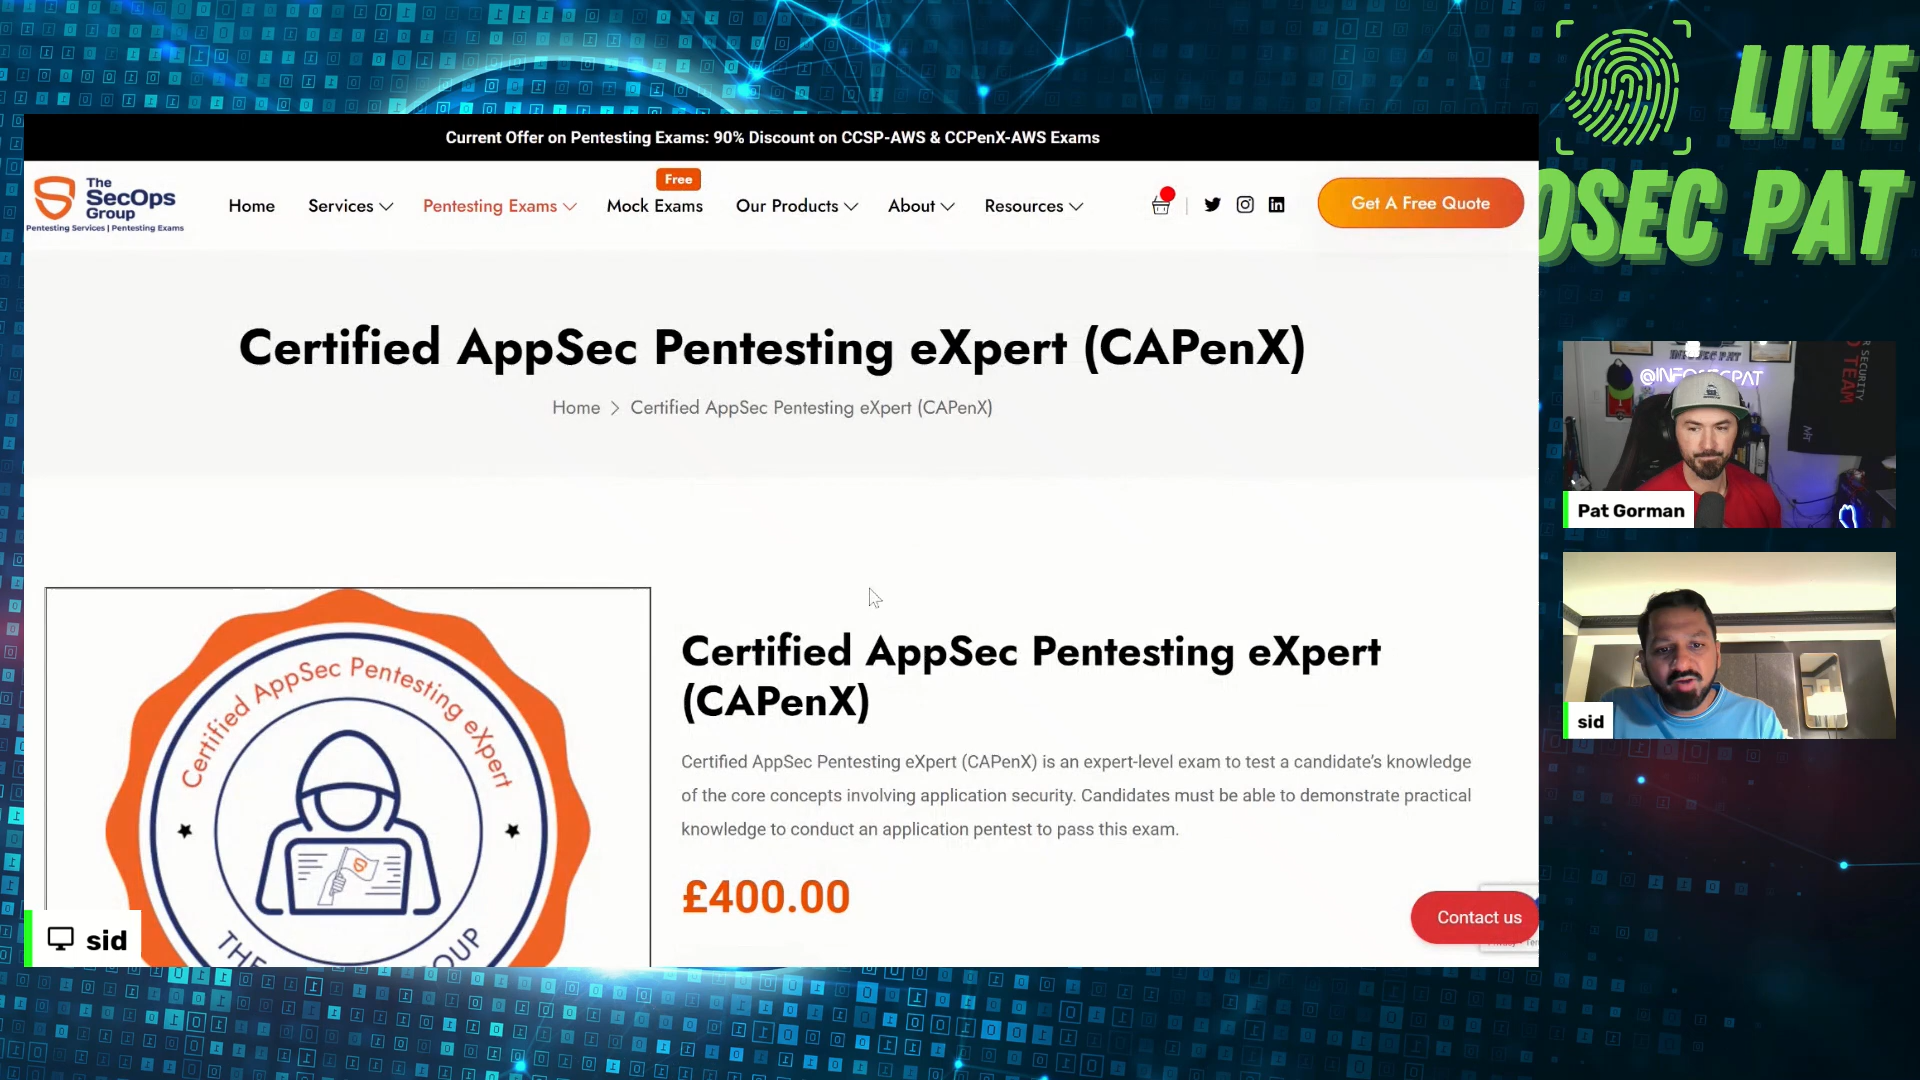 Current Offer on Pentesting Exams: 90% Discount on CCSP-AWS & CCPenX-AWS Exams
LIVE
OSEC PAT
The
SecOps
Group
Pentesting Services | Pentesting Exams
Home
Services
Pentesting Exams
Free
Mock Exams
Our Products
About
Resources
Get A Free Quote
Certified AppSec Pentesting eXpert (CAPenX)
Home > Certified AppSec Pentesting eXpert (CAPenX)
INFOSEC PAT
@INFOSECPAT
Pat Gorman
sid
Certified AppSec Pentesting eXpert
Certified AppSec Pentesting eXpert
(CAPenX)
Certified AppSec Pentesting eXpert (CAPenX) is an expert-level exam to test a candidate's knowledge
of the core concepts involving application security. Candidates must be able to demonstrate practical
knowledge to conduct an application pentest to pass this exam.
£400.00
Contact us
sid